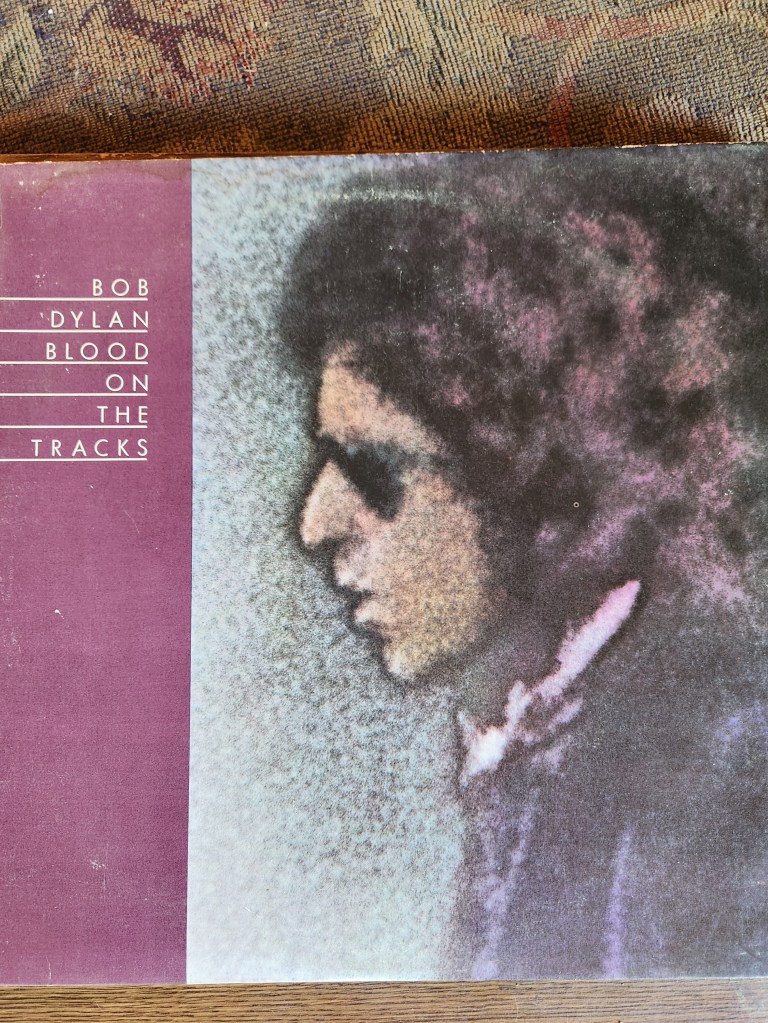 BOB
DYLAN
BLOOD
ON
THE
TRACKS